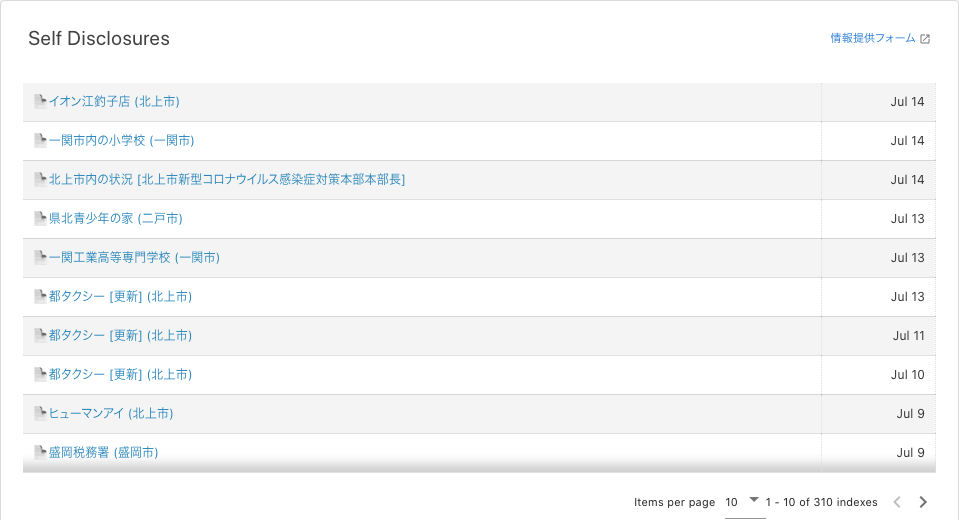 Self Disclosures
情報提供フォーム
イオン江釣子店 (北上市) Jul 14
一関市内の小学校 (一関市) Jul 14
北上市内の状況 [北上市新型コロナウイルス感染症対策本部本部長] Jul 14
県北青少年の家 (二戸市) Jul 13
一関工業高等専門学校 (一関市) Jul 13
都タクシー [更新] (北上市) Jul 13
都タクシー [更新] (北上市) Jul 11
都タクシー [更新] (北上市) Jul 10
ヒューマンアイ (北上市) Jul 9
盛岡税務署 (盛岡市) Jul 9
Items per page 10 1 - 10 of 310 indexes